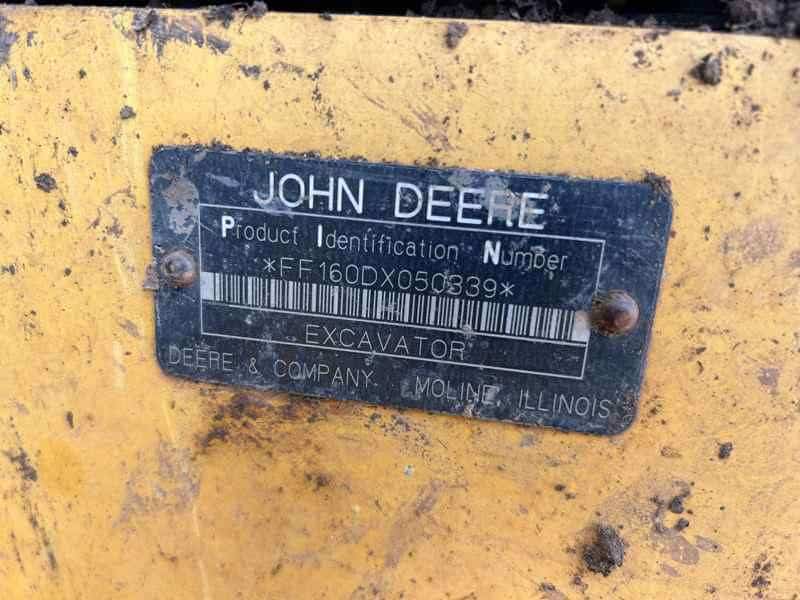 JOHN DEERE
Product Identification Number
*FF160DX050339*
EXCAVATOR
DEERE & COMPANY MOLINE, ILLINOIS